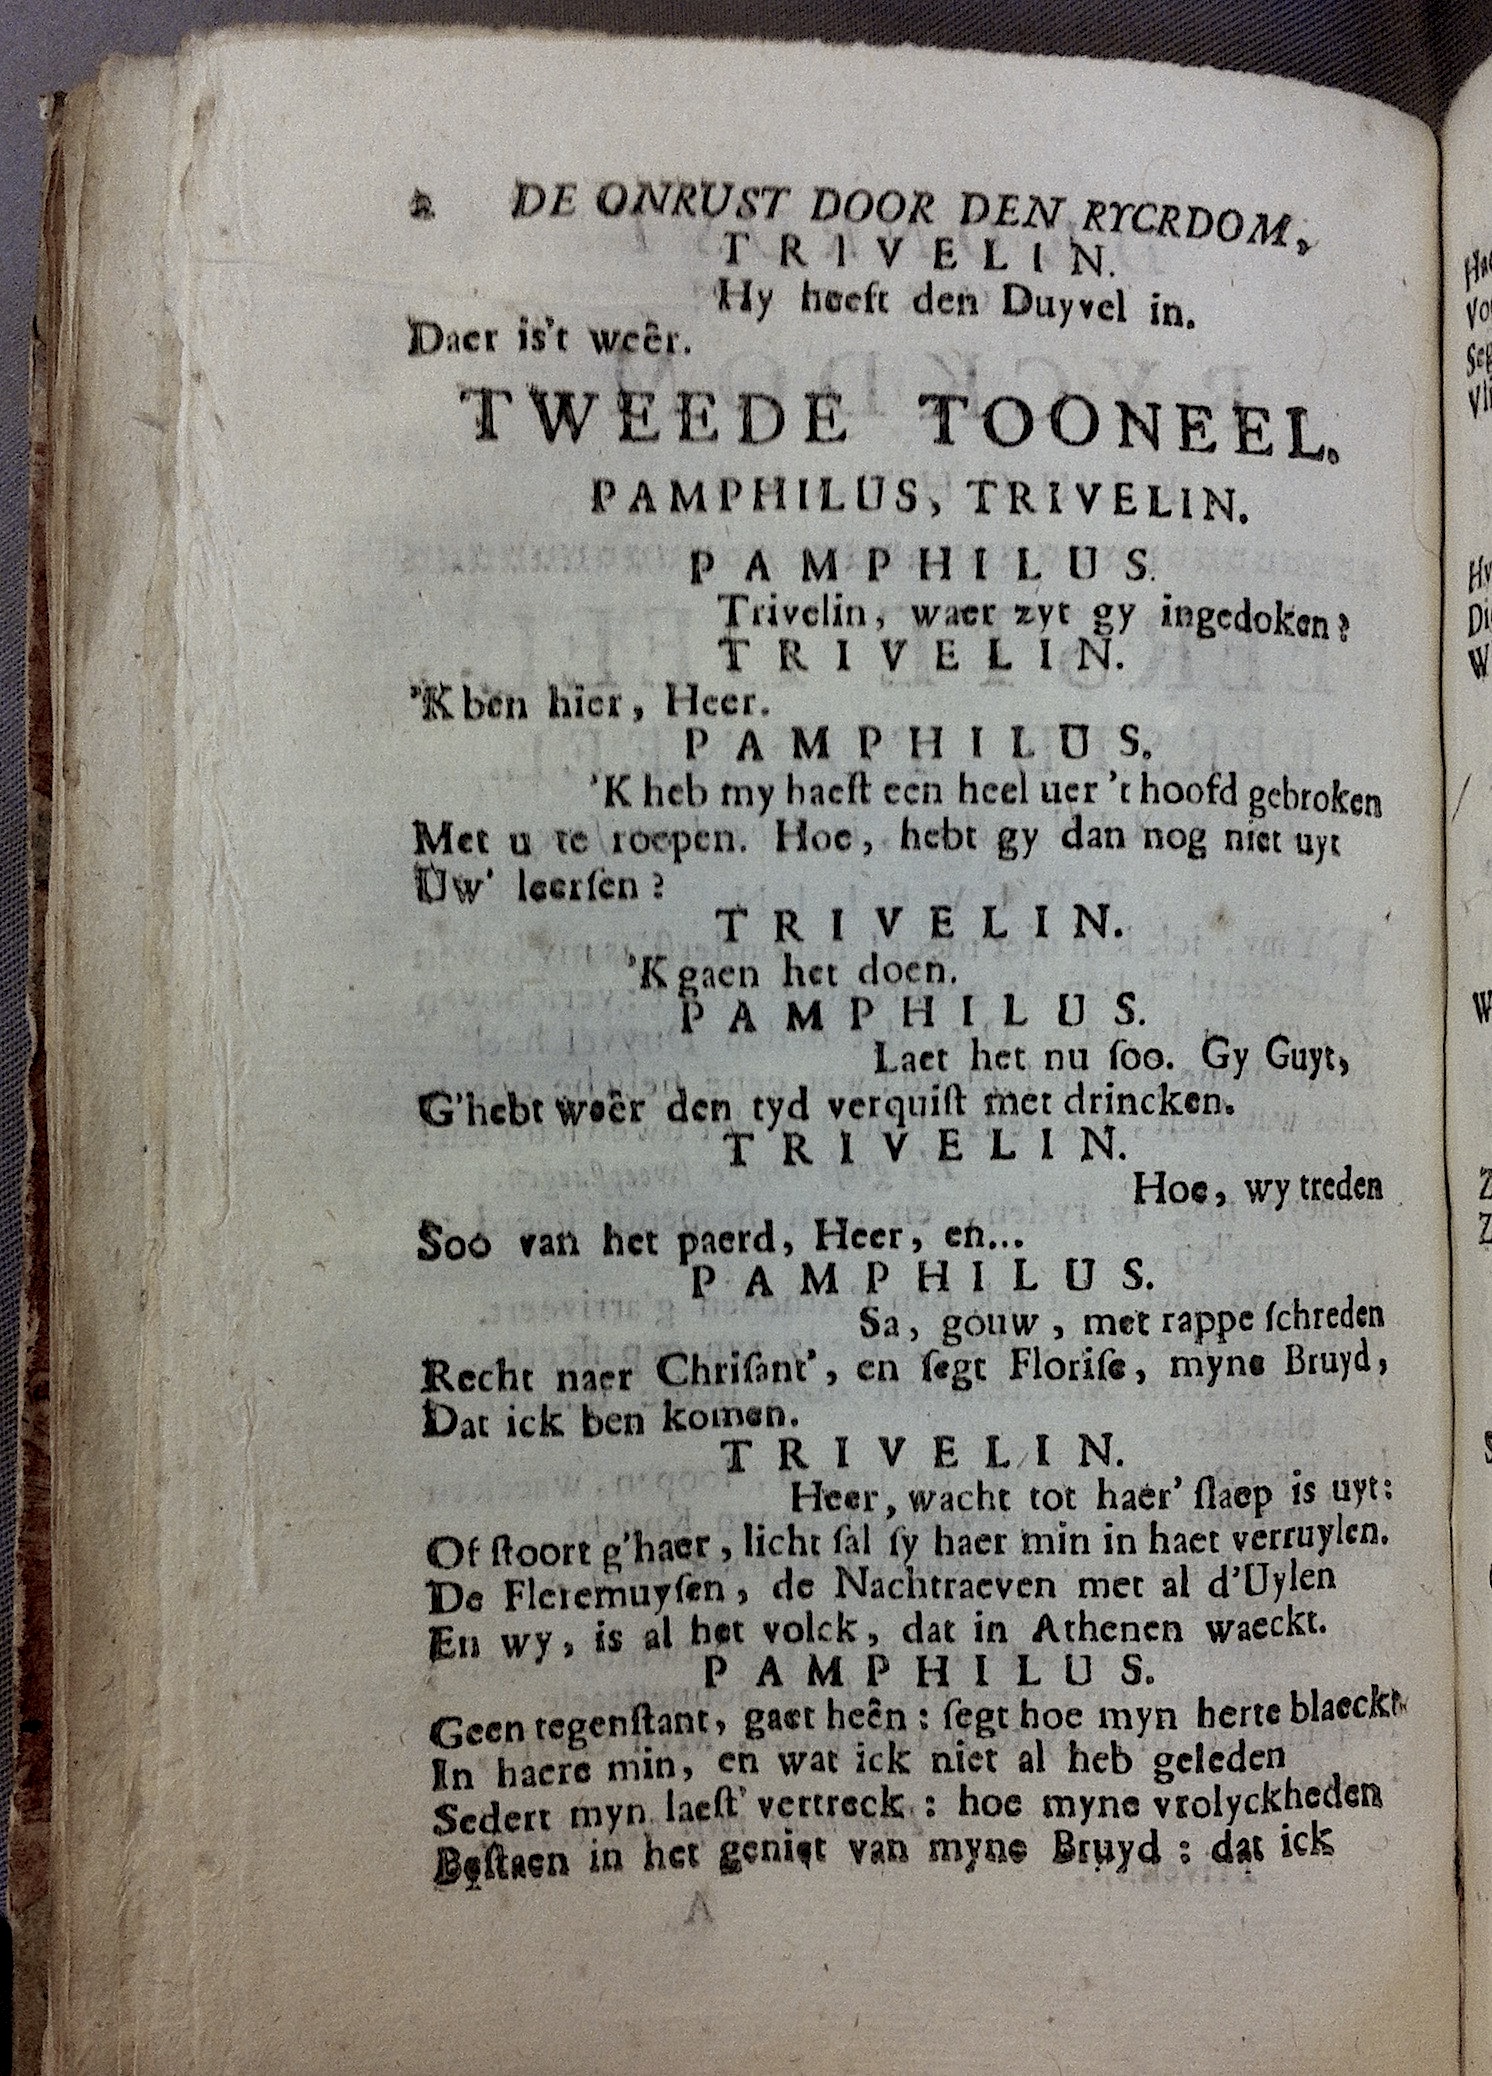 2 DE ONRUST DOOR DEN RYCRDOM,
TRIVELIN.
Hy heeft den Duyvel in.
Daer is't weêr.
TWEEDE TOONEEL.
PAMPHILUS, TRIVELIN.
PAMPHILUS.
Trivelin, waer zyt gy ingedoken?
TRIVELIN.
'K ben hier, Heer.
PAMPHILUS.
'K heb my haeſt een heel uer 't hoofd gebroken
Met u te roepen. Hoe, hebt gy dan nog niet uyt
Uw' leerſen?
TRIVELIN.
'K gaen het doen.
PAMPHILUS.
Laet het nu ſoo. Gy Guyt,
G'hebt weêr den tyd verquiſt met drincken.
TRIVELIN.
Hoe, wy treden
Soo van het paerd, Heer, en...
PAMPHILUS.
Sa, gouw, met rappe ſchreden
Recht naer Chriſant', en ſegt Floriſe, myne Bruyd,
Dat ick ben komen.
TRIVELIN.
Heer, wacht tot haer' ſlaep is uyt:
Of ſtoort g'haer, licht ſal ſy haer min in haet verruylen.
De Fleremuyſen, de Nachtraeven met al d'Uylen
En wy, is al het volck, dat in Athenen waeckt.
PAMPHILUS.
Geen tegenſtant, gaet heên: ſegt hoe myn herte blaeckt
In haere min, en wat ick niet al heb geleden
Sedert myn laeſt' vertreck: hoe myne vrolyckheden
Beſtaen in het geniet van myne Bruyd: dat ick